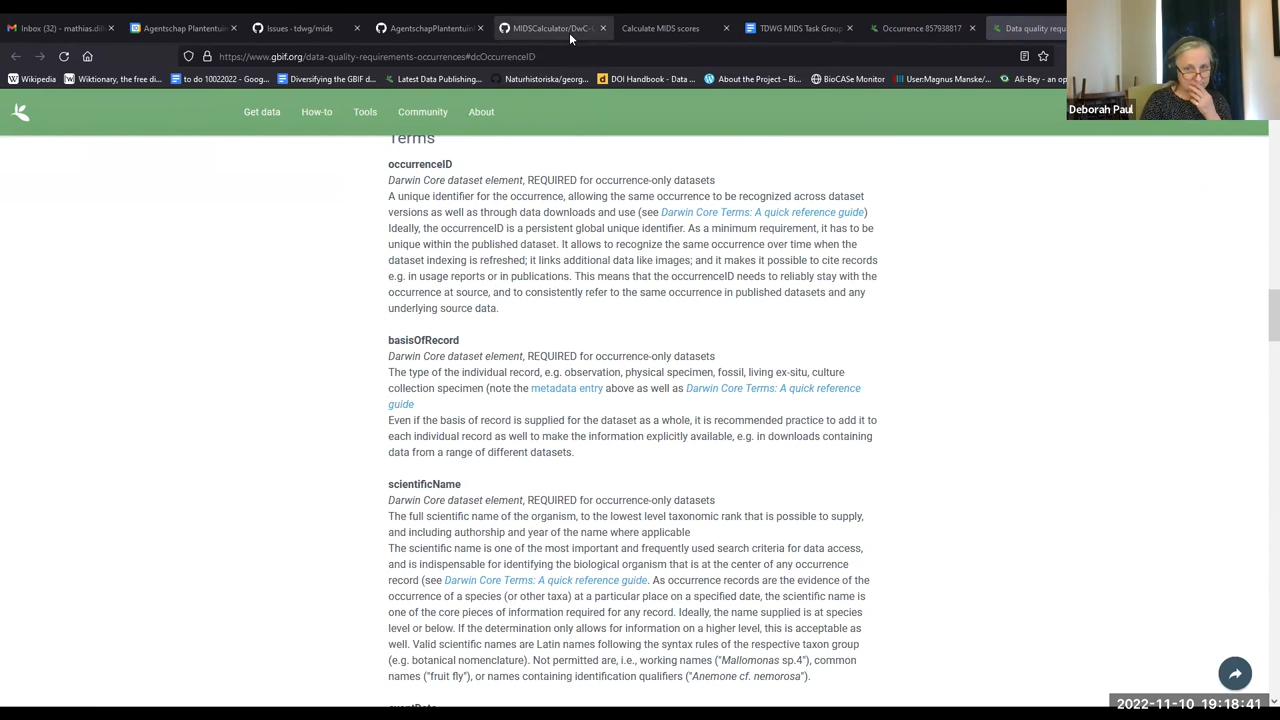 Inbox (32) - mathias.dil
Agentschap Plantentuin
Issues · tdwg/mids
AgentschapPlantentuin
MIDSCalculator/DwC-
Calculate MIDS scores
TDWG MIDS Task Group
Occurrence 857938817
Data quality requ
https://www.gbif.org/data-quality-requirements-occurrences#dcOccurrenceID
Wikipedia
Wiktionary, the free di...
to do 10022022 - Goog...
Diversifying the GBIF d...
Latest Data Publishing...
Naturhistoriska/georg...
DOI Handbook - Data ...
About the Project – Bi...
BioCASe Monitor
User:Magnus Manske/...
Ali-Bey - an op
Deborah Paul
Get data
How-to
Tools
Community
About
Terms
occurrenceID
Darwin Core dataset element, REQUIRED for occurrence-only datasets
A unique identifier for the occurrence, allowing the same occurrence to be recognized across dataset
versions as well as through data downloads and use (see Darwin Core Terms: A quick reference guide)
Ideally, the occurrenceID is a persistent global unique identifier. As a minimum requirement, it has to be
unique within the published dataset. It allows to recognize the same occurrence over time when the
dataset indexing is refreshed; it links additional data like images; and it makes it possible to cite records
e.g. in usage reports or in publications. This means that the occurrenceID needs to reliably stay with the
occurrence at source, and to consistently refer to the same occurrence in published datasets and any
underlying source data.
basisOfRecord
Darwin Core dataset element, REQUIRED for occurrence-only datasets
The type of the individual record, e.g. observation, physical specimen, fossil, living ex-situ, culture
collection specimen (note the metadata entry above as well as Darwin Core Terms: A quick reference
guide
Even if the basis of record is supplied for the dataset as a whole, it is recommended practice to add it to
each individual record as well to make the information explicitly available, e.g. in downloads containing
data from a range of different datasets.
scientificName
Darwin Core dataset element, REQUIRED for occurrence-only datasets
The full scientific name of the organism, to the lowest level taxonomic rank that is possible to supply,
and including authorship and year of the name where applicable
The scientific name is one of the most important and frequently used search criteria for data access,
and is indispensable for identifying the biological organism that is at the center of any occurrence
record (see Darwin Core Terms: A quick reference guide. As occurrence records are the evidence of the
occurrence of a species (or other taxa) at a particular place on a specified date, the scientific name is
one of the core pieces of information required for any record. Ideally, the name supplied is at species
level or below. If the determination only allows for information on a higher level, this is acceptable as
well. Valid scientific names are Latin names following the syntax rules of the respective taxon group
(e.g. botanical nomenclature). Not permitted are, i.e., working names ("Mallomonas sp.4"), common
names ("fruit fly"), or names containing identification qualifiers ("Anemone cf. nemorosa").
2022-11-10 19:18:41